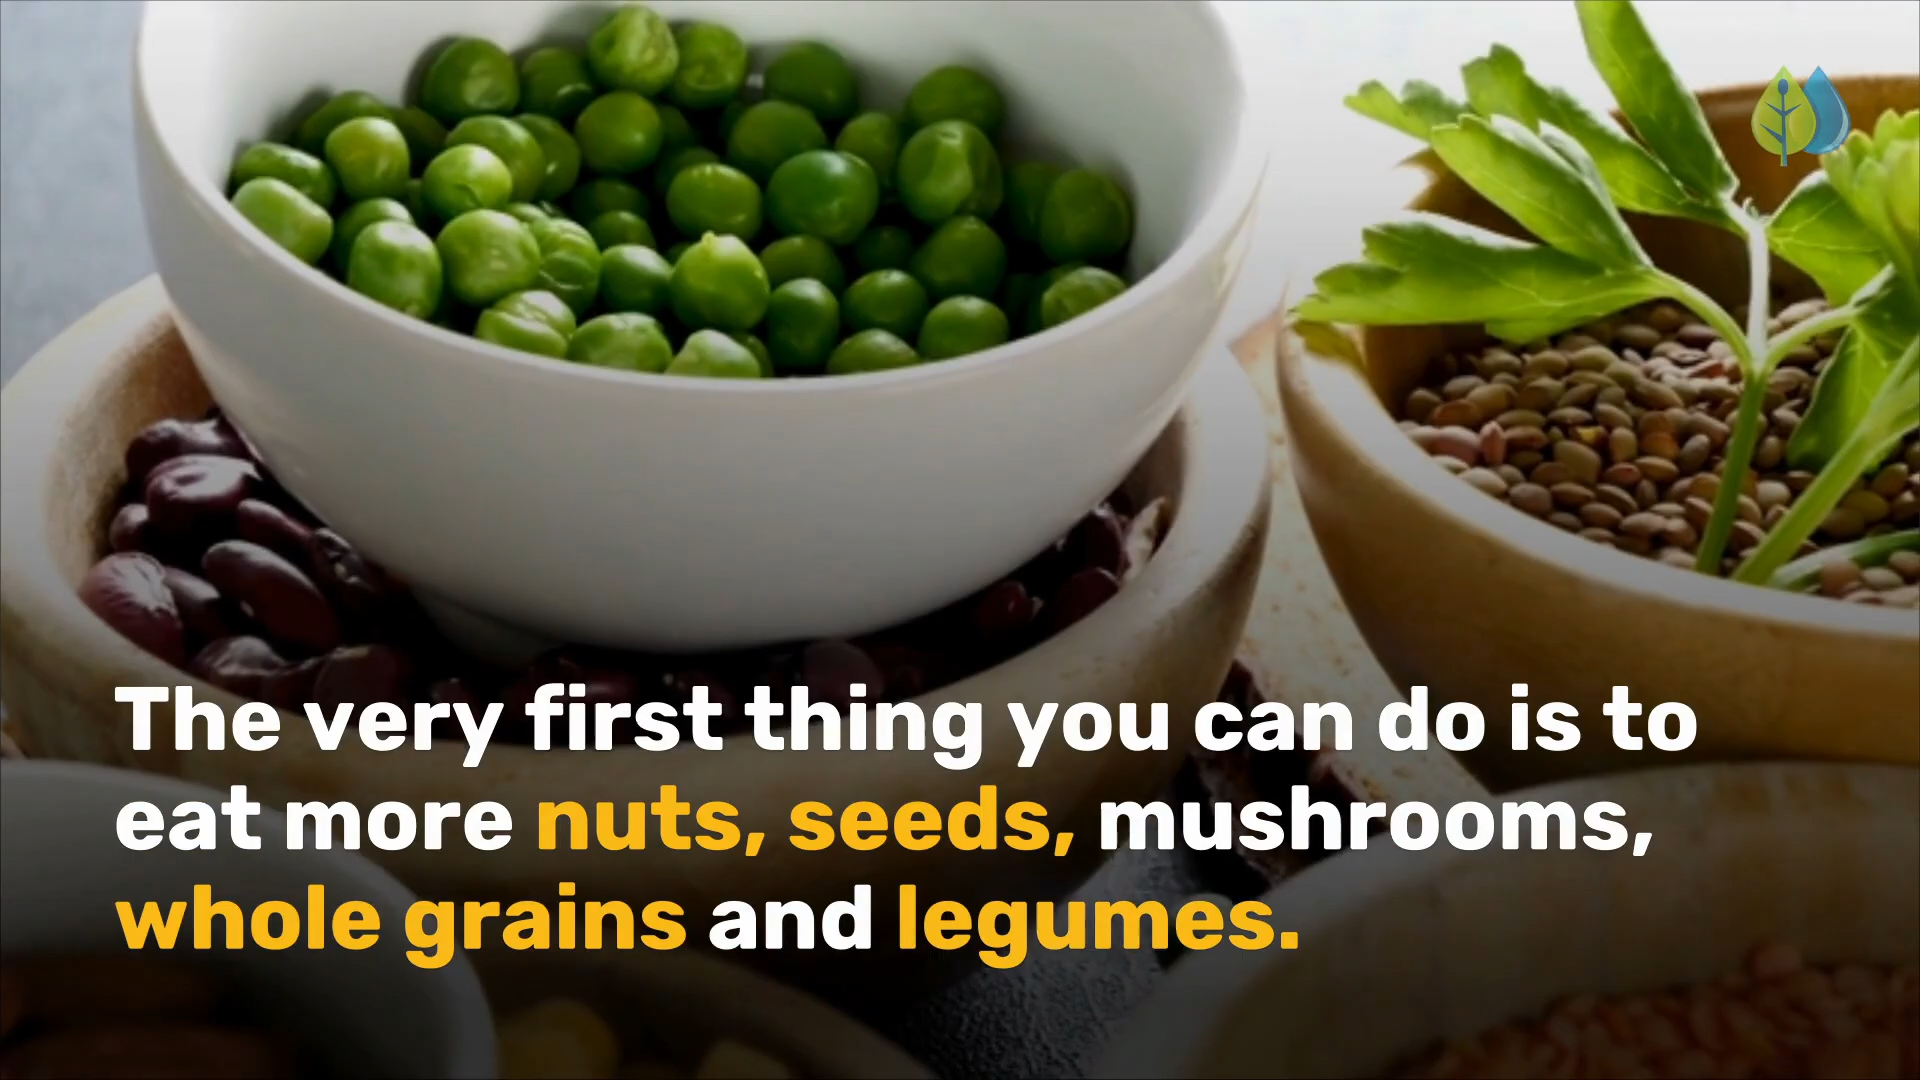 The very first thing you can do is to
eat more nuts, seeds, mushrooms,
whole grains and legumes.